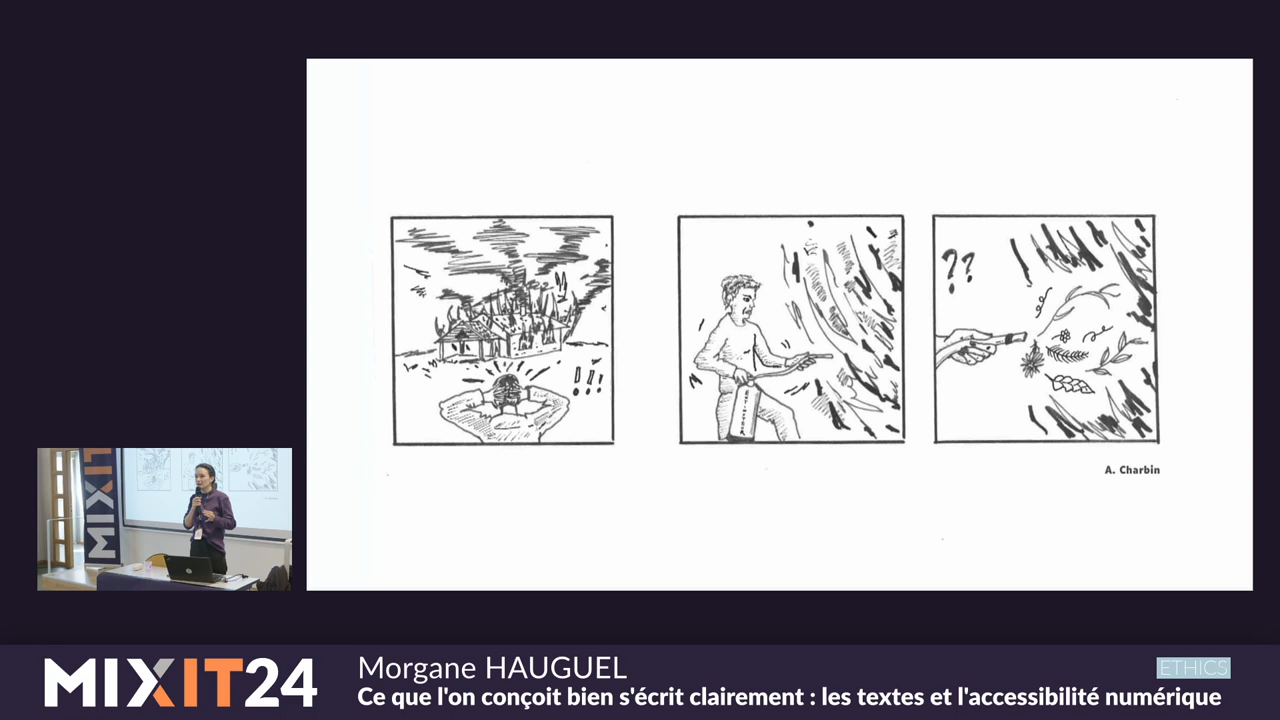 !!
!!!
??
A. Charbin
MIXIT
MIXIT24
Morgane HAUGUEL
ETHICS
Ce que l'on conçoit bien s'écrit clairement : les textes et l'accessibilité numérique